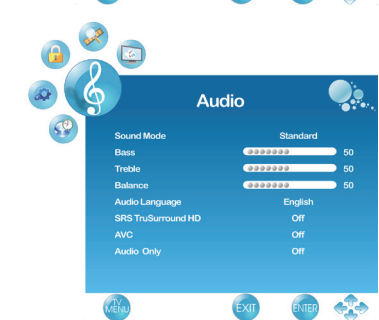 Audio
Sound Mode Standard
Bass 50
Treble 50
Balance 50
Audio Language English
SRS TruSurround HD Off
AVC Off
Audio Only Off
TV MENU EXIT ENTER